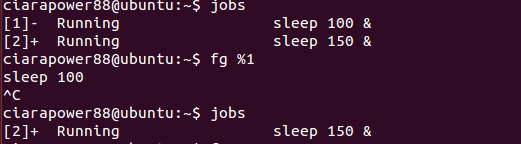 ciarapower88@ubuntu:~$ jobs
[1]-  Running                 sleep 100 &
[2]+  Running                 sleep 150 &
ciarapower88@ubuntu:~$ fg %1
sleep 100
^C
ciarapower88@ubuntu:~$ jobs
[2]+  Running                 sleep 150 &